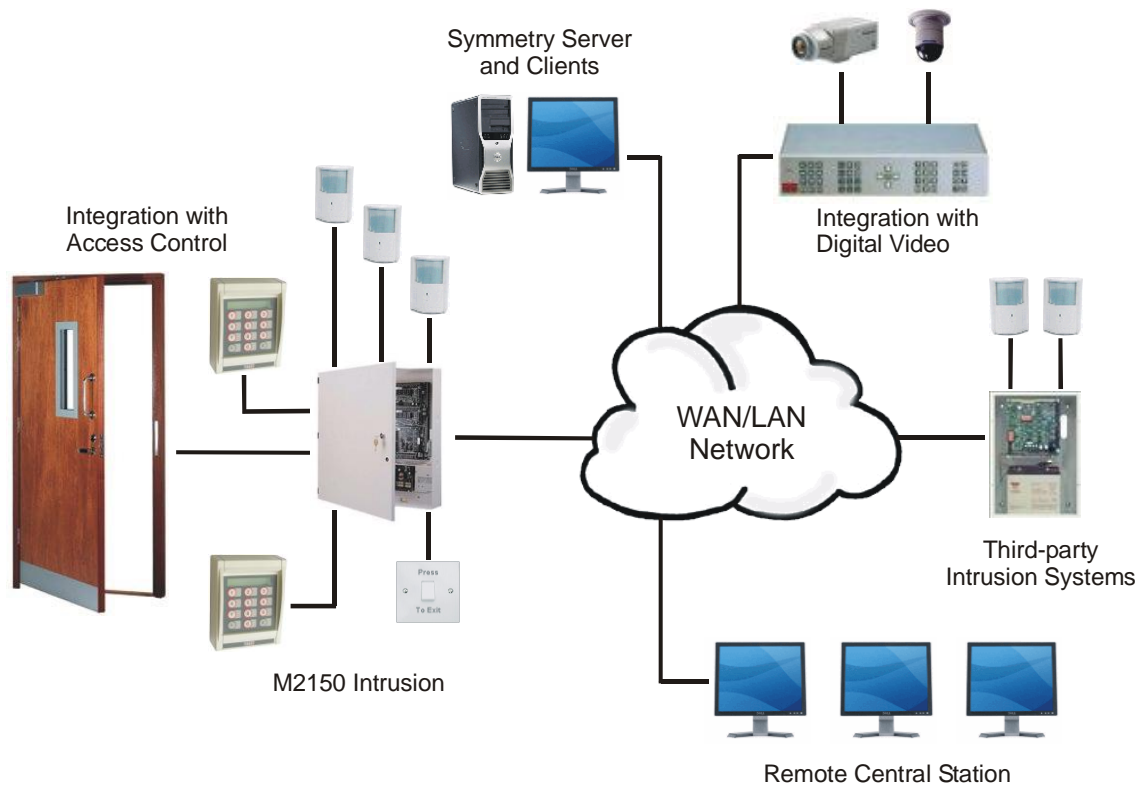 Symmetry Server
and Clients
Integration with
Digital Video
Integration with
Access Control
WAN/LAN
Network
Press
To Exit
Third-party
Intrusion Systems
M2150 Intrusion
Remote Central Station